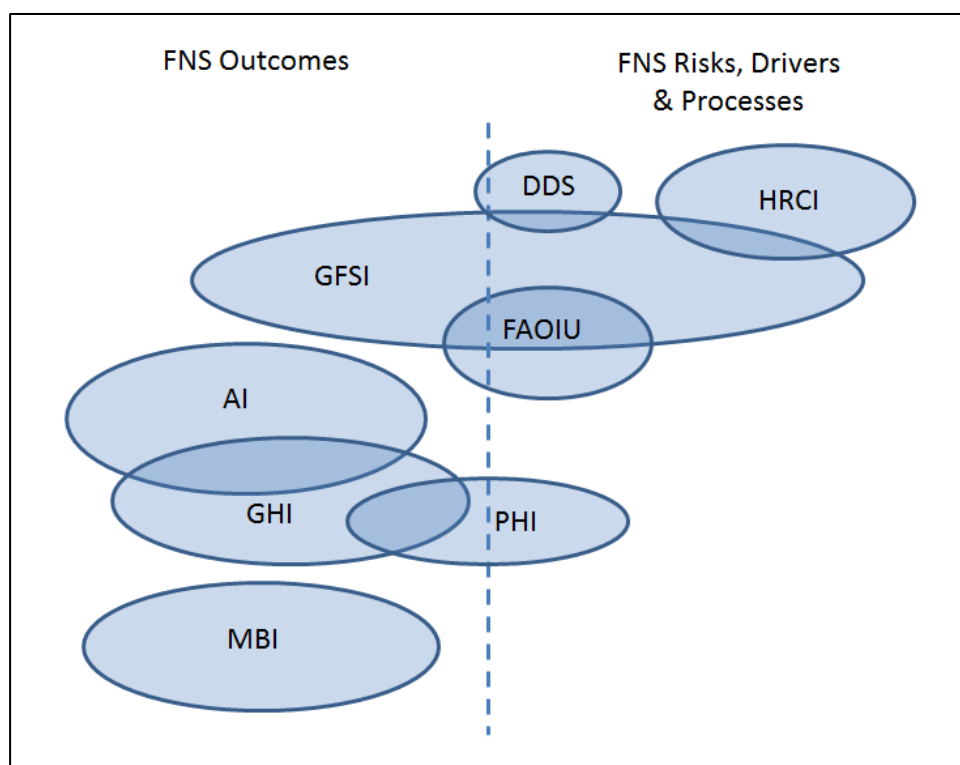 FNS Outcomes
FNS Risks, Drivers
& Processes
DDS
HRCI
GFSI
FAOIU
AI
GHI
PHI
MBI